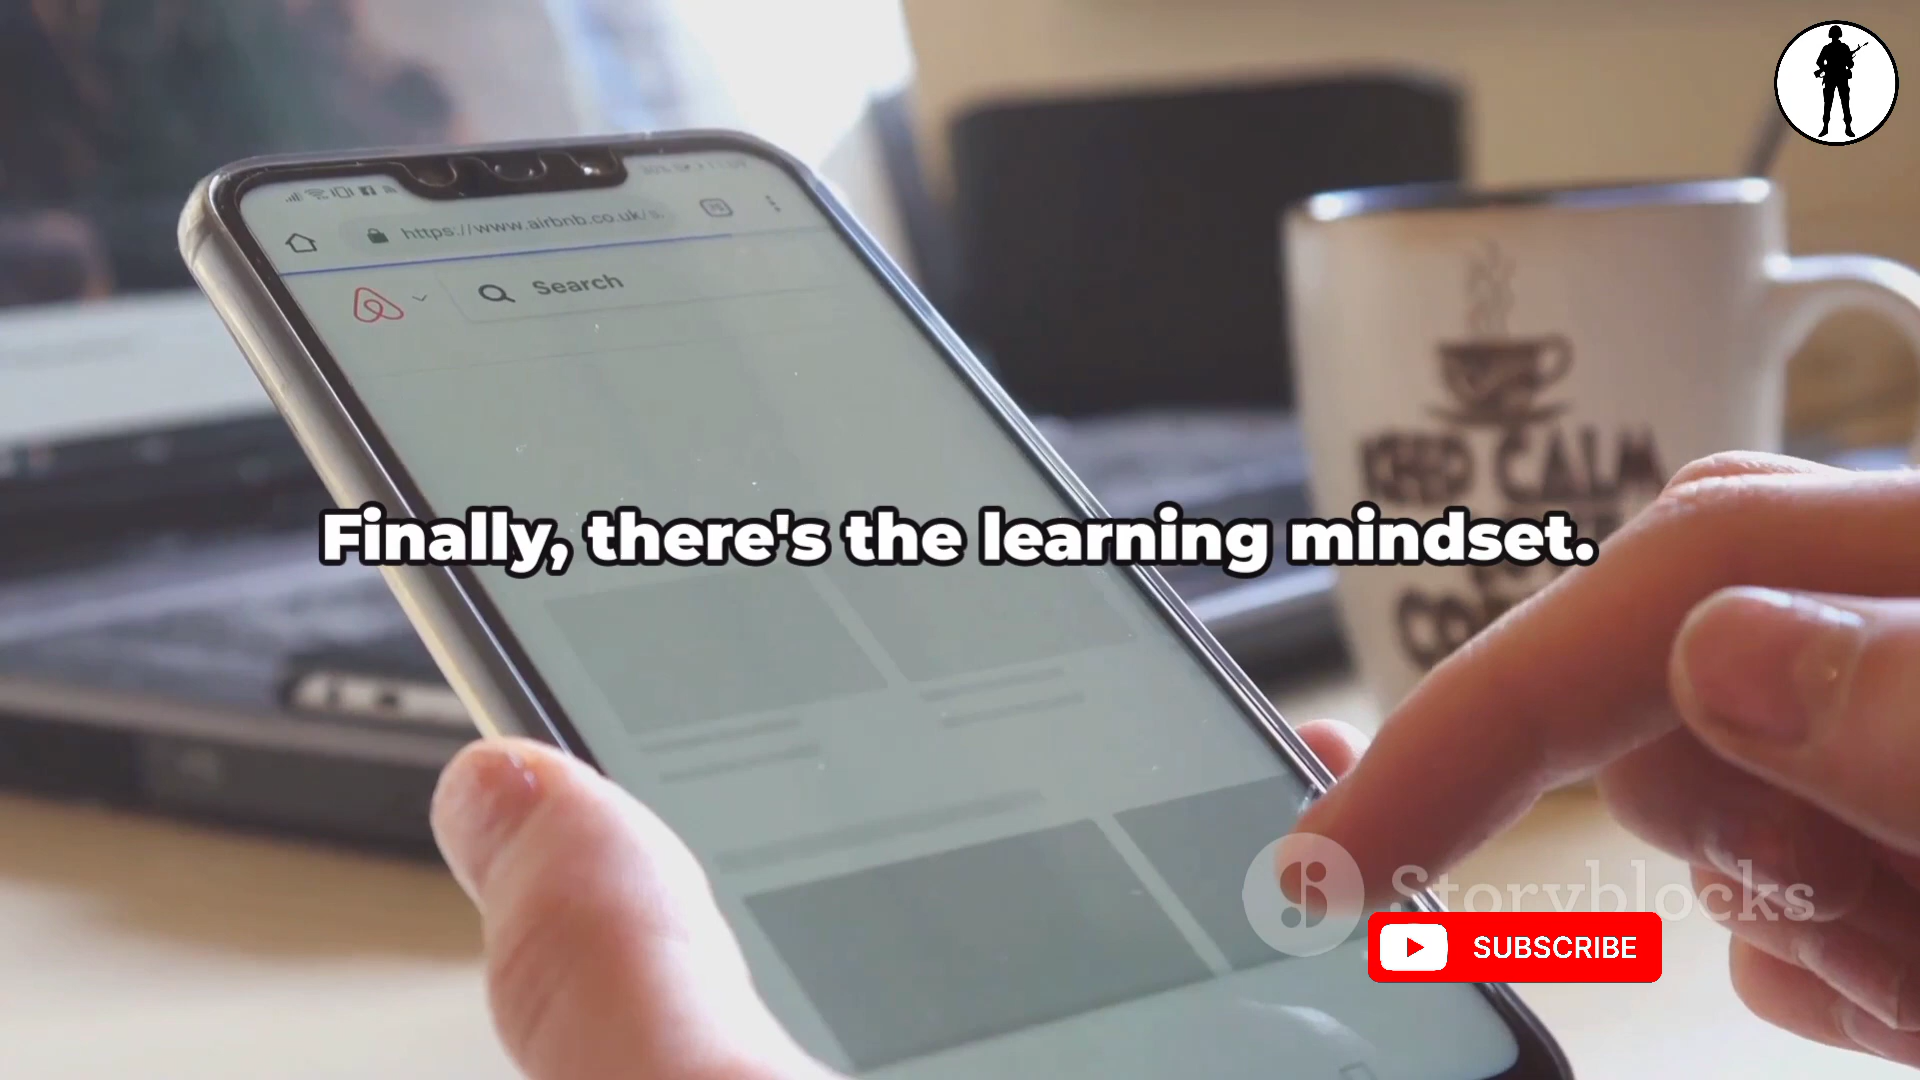 https://www.airbnb.co.uk/s
Search
KEEP CALM
Finally, there's the learning mindset.
Storyblocks
SUBSCRIBE